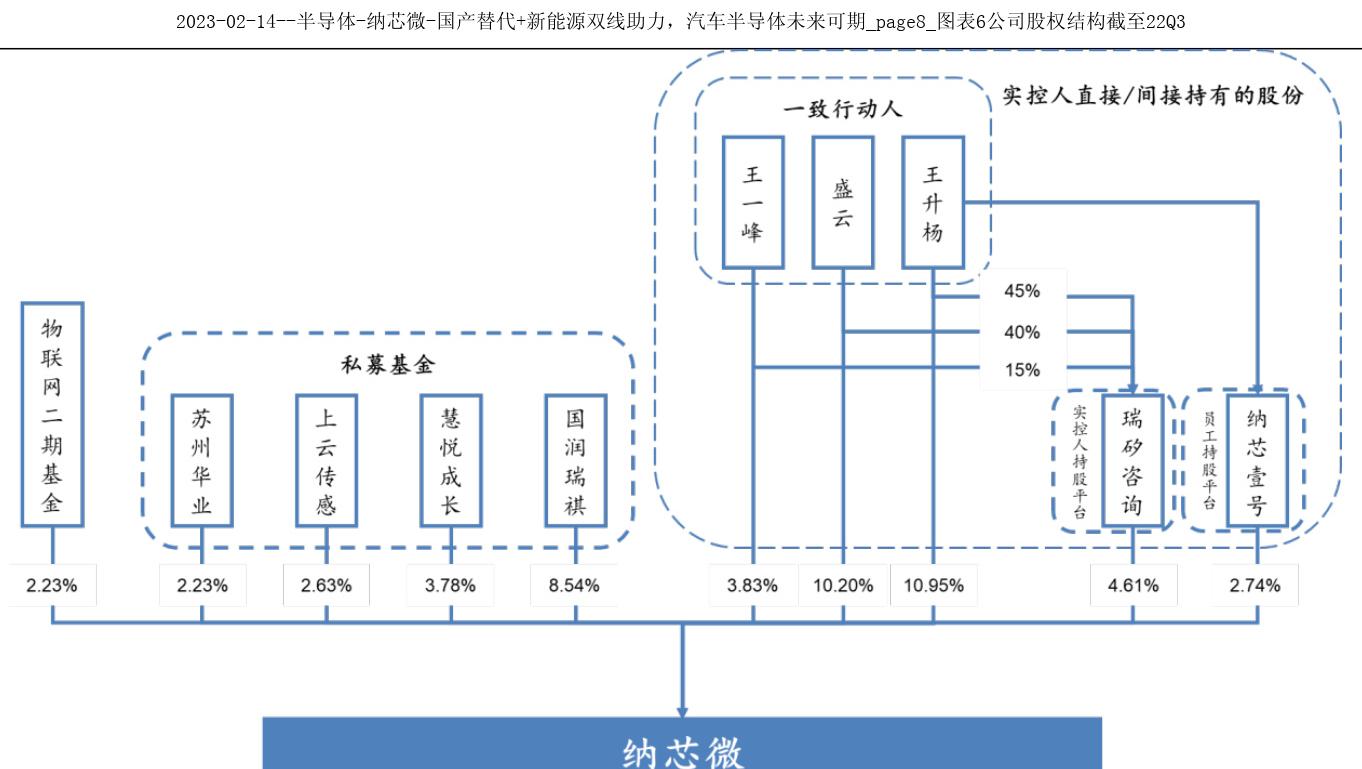 2023-02-14--半导体-纳芯微-国产替代+新能源双线助力，汽车半导体未来可期_page8_图表6公司股权结构截至22Q3
实控人直接/间接持有的股份
一致行动人
王一峰
盛云
王升杨
45%
40%
15%
物联网二期基金
私募基金
苏州华业
上云传感
慧悦成长
国润瑞祺
实控人持股平台
瑞矽咨询
员工持股平台
纳芯壹号
2.23%
2.23%
2.63%
3.78%
8.54%
3.83%
10.20%
10.95%
4.61%
2.74%
纳芯微